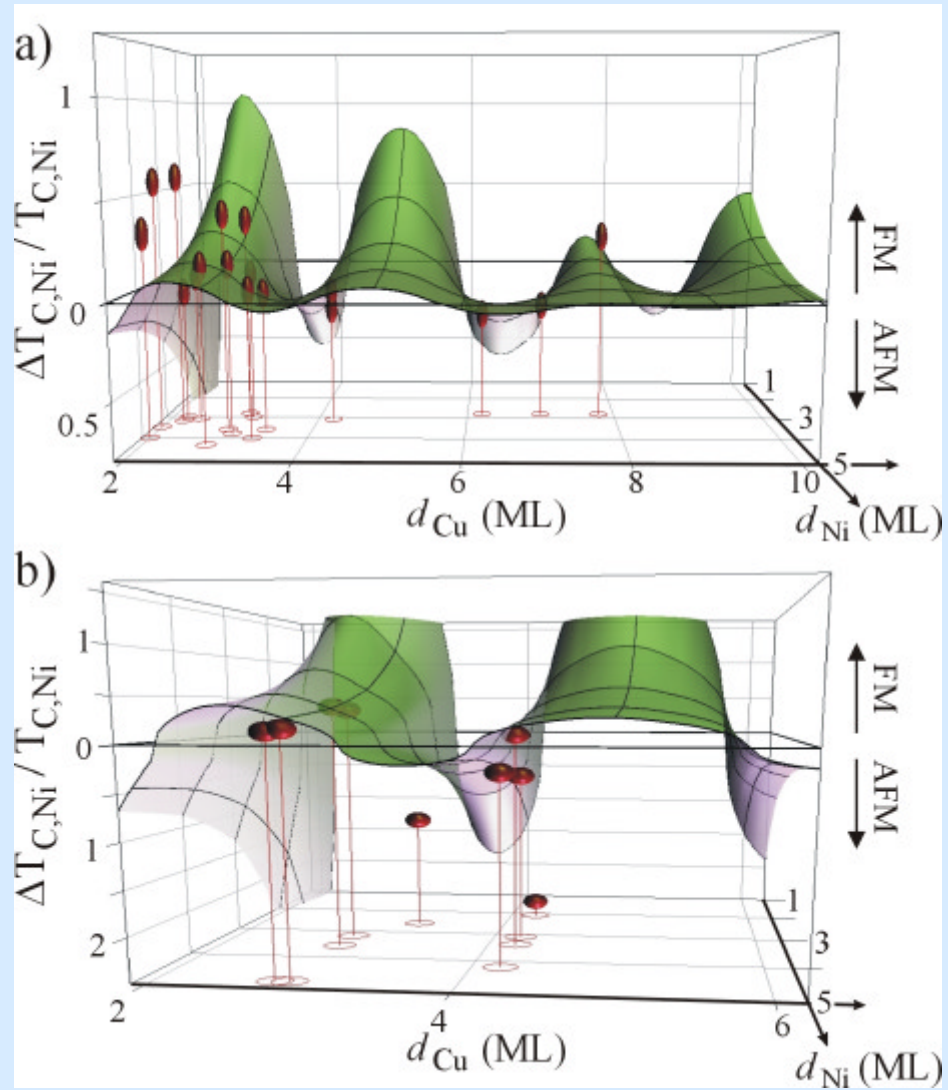 a)
1
0
0.5
ΔT_C,Ni / T_C,Ni
FM
AFM
1
3
5
2 4 6 8 10
d_Cu (ML)
d_Ni (ML)
b)
1
0
1
2
ΔT_C,Ni / T_C,Ni
FM
AFM
1
3
5
2 4 6
d_Cu (ML)
d_Ni (ML)